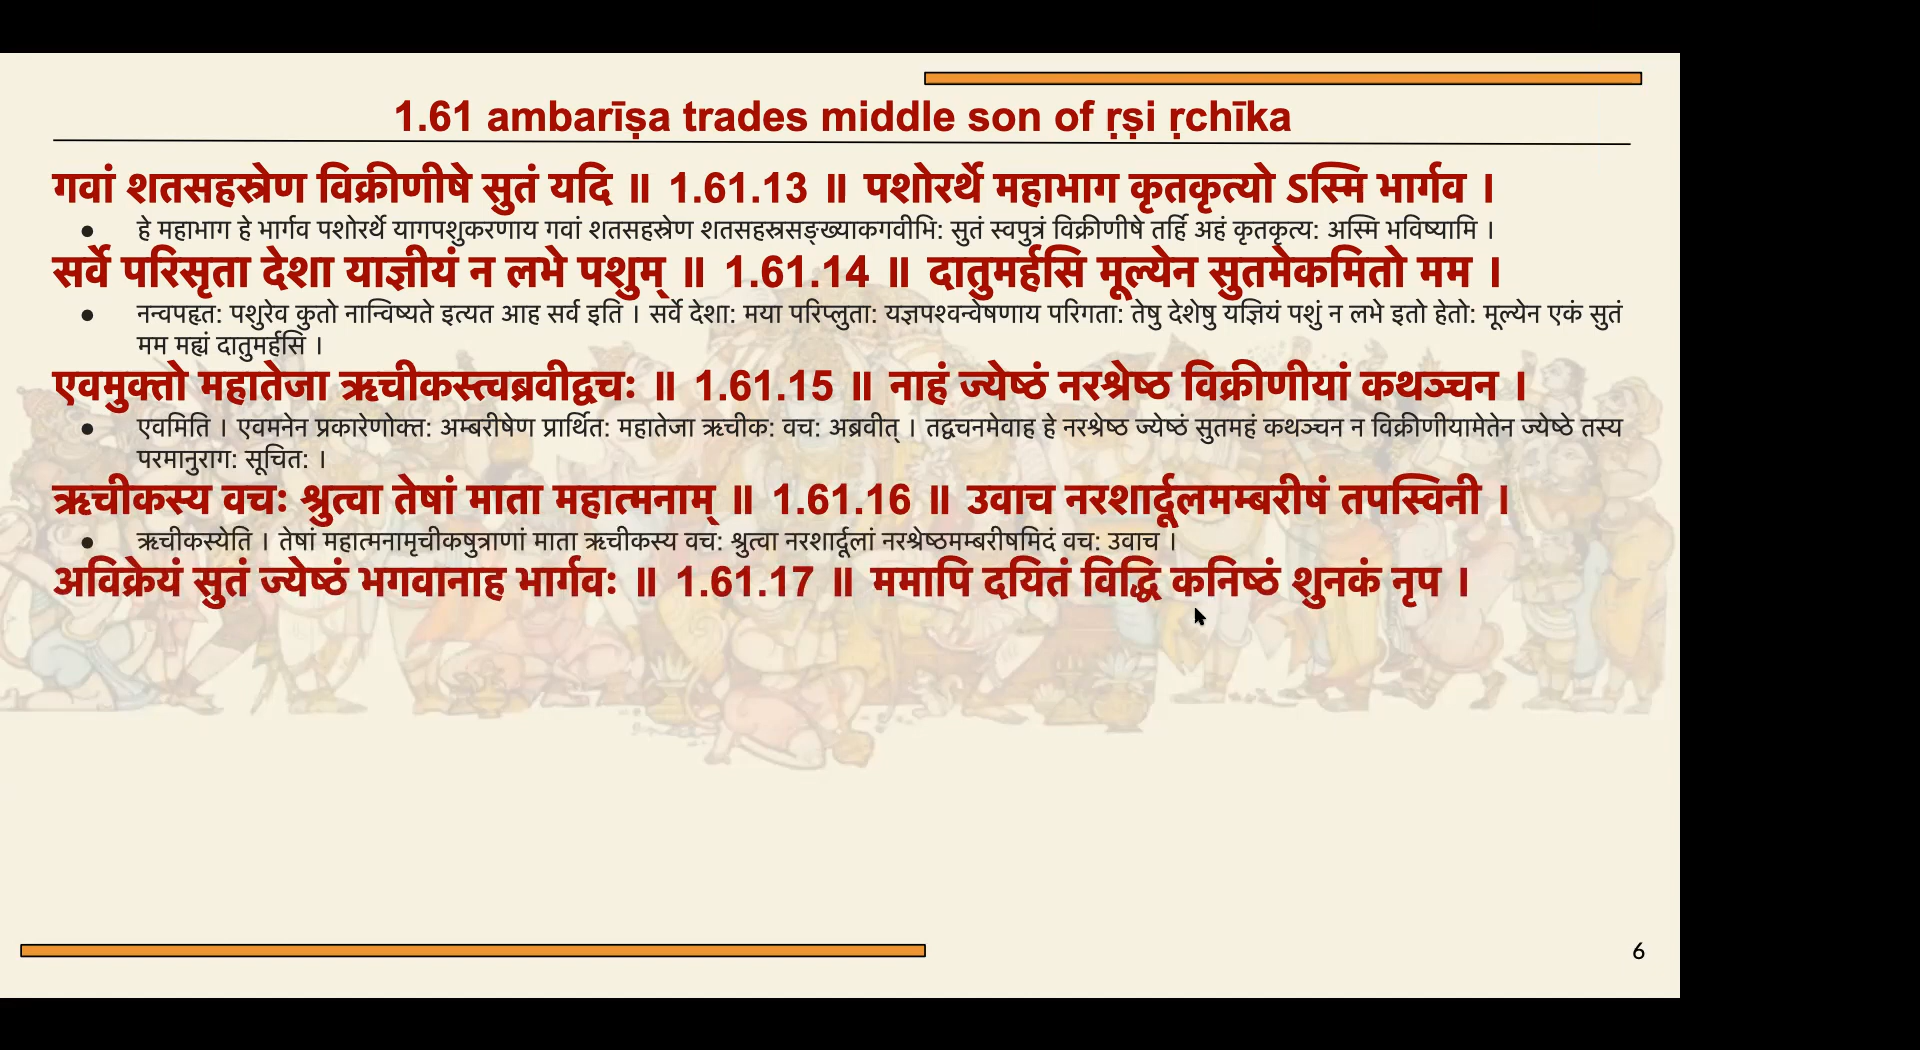 1.61 ambarīṣa trades middle son of ṛṣi ṛchīka
गवां शतसहस्रेण विक्रीणीषे सुतं यदि ॥ 1.61.13 ॥ पशोरर्थे महाभाग कृतकृत्यो ऽस्मि भार्गव ।
● हे महाभाग हे भार्गव पशोरर्थे यागपशुकरणाय गवां शतसहस्रेण शतसहस्रसङ्ख्याकगवीभि: सुतं स्वपुत्रं विक्रीणीषे तर्हि अहं कृतकृत्य: अस्मि भविष्यामि ।
सर्वे परिसृता देशा याज्ञीयं न लभे पशुम् ॥ 1.61.14 ॥ दातुमर्हसि मूल्येन सुतमेकमितो मम ।
● नन्वपहृत: पशुरेव कुतो नान्विष्यते इत्यत आह सर्व इति । सर्वे देशा: मया परिप्लुता: यज्ञपश्वन्वेषणाय परिगता: तेषु देशेषु यज्ञियं पशुं न लभे इतो हेतो: मूल्येन एकं सुतं
मम मह्यं दातुमर्हसि ।
एवमुक्तो महातेजा ऋचीकस्त्वब्रवीद्वचः ॥ 1.61.15 ॥ नाहं ज्येष्ठं नरश्रेष्ठ विक्रीणीयां कथञ्चन ।
● एवमिति । एवमनेन प्रकारेणोक्त: अम्बरीषेण प्रार्थित: महातेजा ऋचीक: वच: अब्रवीत् । तद्वचनमेवाह हे नरश्रेष्ठ ज्येष्ठं सुतमहं कथञ्चन न विक्रीणीयामेतेन ज्येष्ठे तस्य
परमानुराग: सूचित: ।
ऋचीकस्य वचः श्रुत्वा तेषां माता महात्मनाम् ॥ 1.61.16 ॥ उवाच नरशार्दूलमम्बरीषं तपस्विनी ।
● ऋचीकस्येति । तेषां महात्मनामृचीकषुत्राणां माता ऋचीकस्य वच: श्रुत्वा नरशार्दूलां नरश्रेष्ठमम्बरीषमिदं वच: उवाच ।
अविक्रेयं सुतं ज्येष्ठं भगवानाह भार्गवः ॥ 1.61.17 ॥ ममापि दयितं विद्धि कनिष्ठं शुनकं नृप ।
6